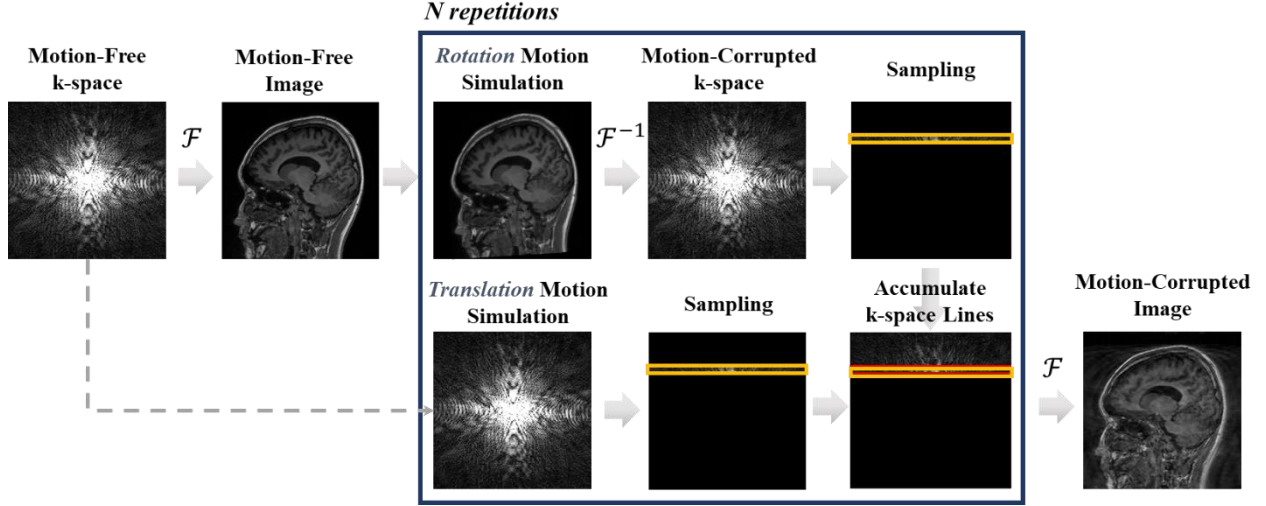 N repetitions
Motion-Free
k-space
Motion-Free
Image
Rotation Motion
Simulation
Motion-Corrupted
k-space
Sampling
ℱ
ℱ⁻¹
Translation Motion
Simulation
Sampling
Accumulate
k-space Lines
Motion-Corrupted
Image
ℱ